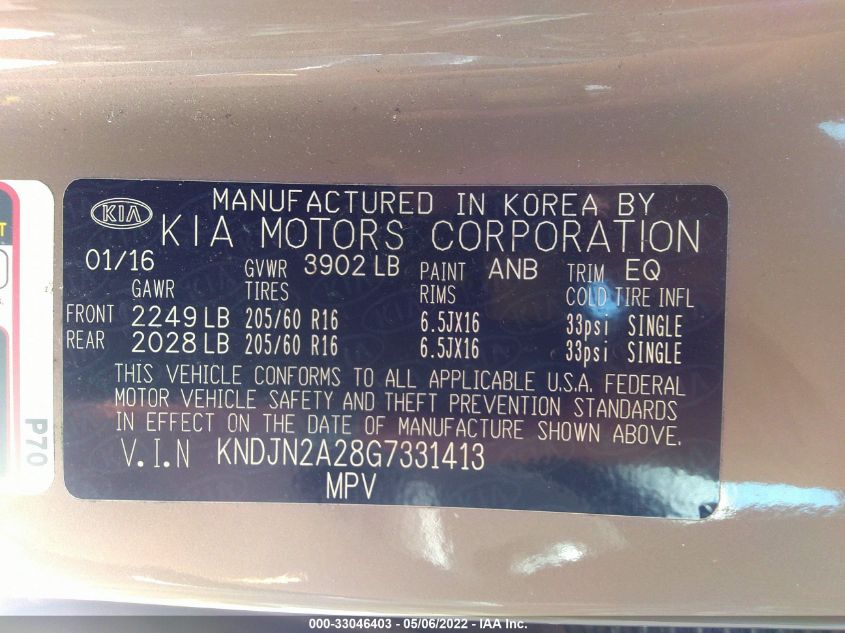 MANUFACTURED IN KOREA BY
KIA KIA MOTORS CORPORATION
01/16 GVWR 3902 LB PAINT ANB TRIM EQ
GAWR TIRES RIMS COLD TIRE INFL
FRONT 2249 LB 205/60 R16 6.5JX16 33psi SINGLE
REAR 2028 LB 205/60 R16 6.5JX16 33psi SINGLE
THIS VEHICLE CONFORMS TO ALL APPLICABLE U.S.A. FEDERAL
MOTOR VEHICLE SAFETY AND THEFT PREVENTION STANDARDS
IN EFFECT ON THE DATE OF MANUFACTURE SHOWN ABOVE.
V.I.N KNDJN2A28G7331413
MPV
P70
000-33046403 - 05/06/2022 - IAA Inc.